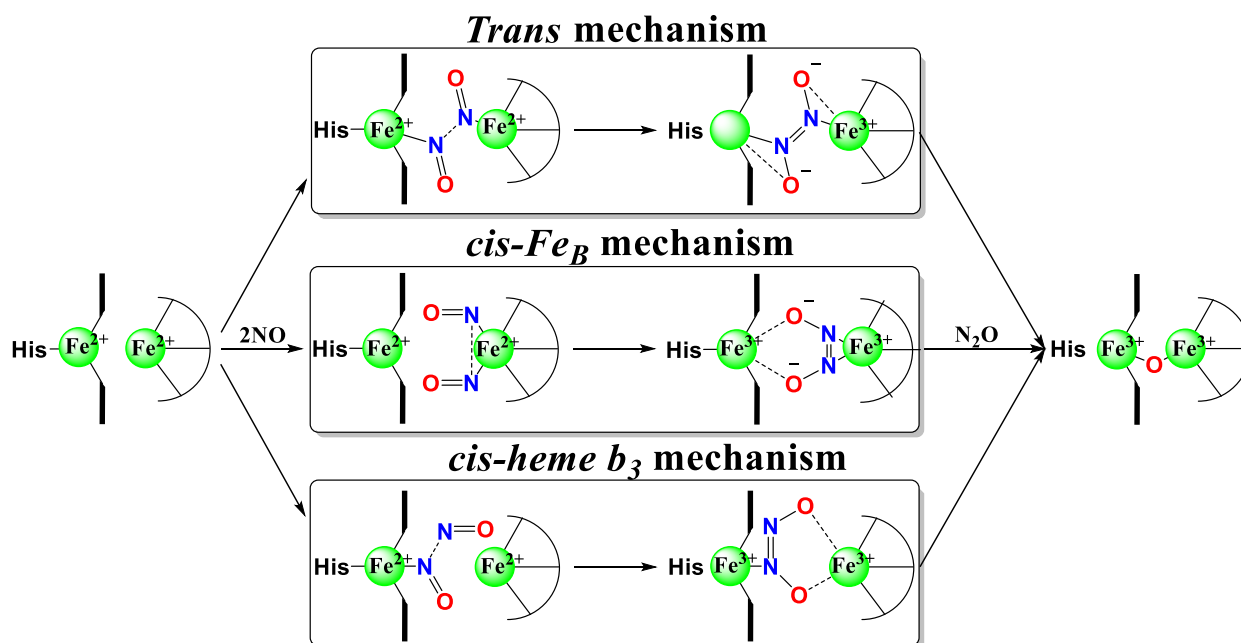 Trans mechanism
His Fe2+ N O N O Fe2+
His N O− N O− Fe3+
cis-FeB mechanism
His Fe2+ Fe2+
2NO
His Fe2+ O N O N Fe2+
His Fe3+ O− N O− N Fe3+
N2O
His Fe3+ O Fe3+
cis-heme b3 mechanism
His Fe2+ N O N O Fe2+
His Fe3+ N O N O Fe3+